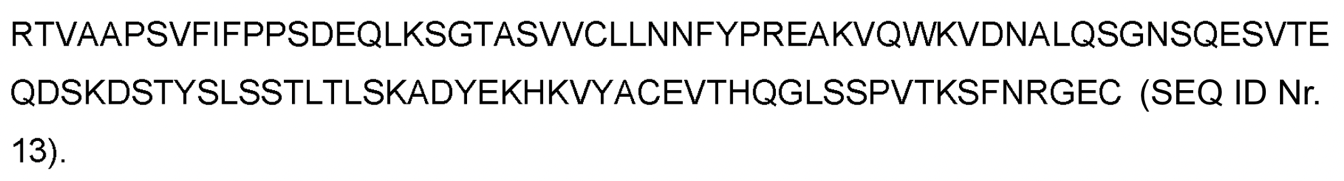 RTVAAPSVFIFPPSDEQLKSGTASVVCLLNNFYPREAKVQWKVDNALQSGNSQESVTE
QDSKDSTYSLSSTLTLSKADYEKHKVYACEVTHQGLSSPVTKSFNRGEC (SEQ ID Nr.
13).